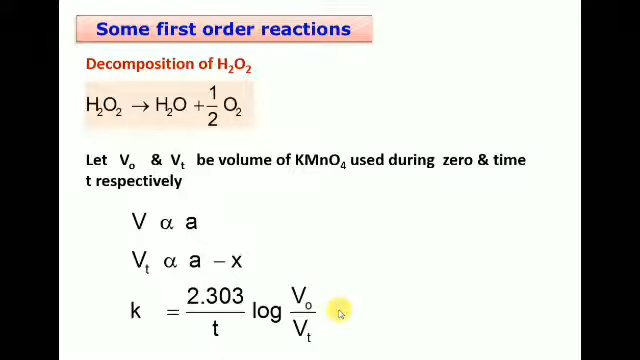 Some first order reactions
Decomposition of H₂O₂
H₂O₂ → H₂O + 1/2 O₂
Let Vₒ & Vₜ be volume of KMnO₄ used during zero & time
t respectively
V α a
Vₜ α a – x
k = 2.303/t log Vₒ/Vₜ